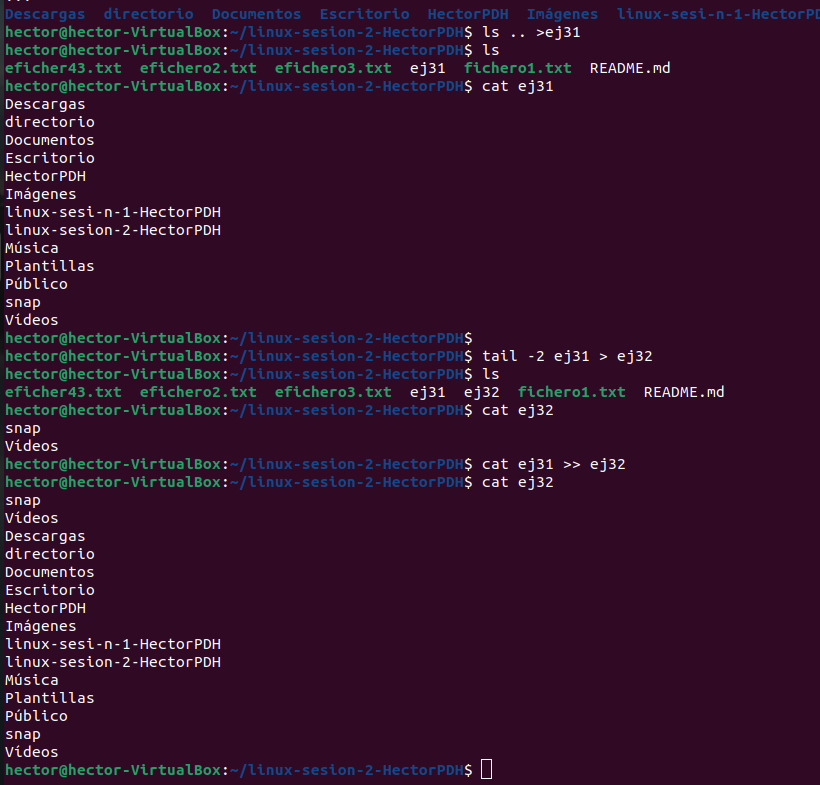 Descargas directorio Documentos Escritorio HectorPDH Imágenes linux-sesi-n-1-HectorPD
hector@hector-VirtualBox:~/linux-sesion-2-HectorPDH$ ls .. >ej31
hector@hector-VirtualBox:~/linux-sesion-2-HectorPDH$ ls
eficher43.txt efichero2.txt efichero3.txt ej31 fichero1.txt README.md
hector@hector-VirtualBox:~/linux-sesion-2-HectorPDH$ cat ej31
Descargas
directorio
Documentos
Escritorio
HectorPDH
Imágenes
linux-sesi-n-1-HectorPDH
linux-sesion-2-HectorPDH
Música
Plantillas
Público
snap
Vídeos
hector@hector-VirtualBox:~/linux-sesion-2-HectorPDH$
hector@hector-VirtualBox:~/linux-sesion-2-HectorPDH$ tail -2 ej31 > ej32
hector@hector-VirtualBox:~/linux-sesion-2-HectorPDH$ ls
eficher43.txt efichero2.txt efichero3.txt ej31 ej32 fichero1.txt README.md
hector@hector-VirtualBox:~/linux-sesion-2-HectorPDH$ cat ej32
snap
Vídeos
hector@hector-VirtualBox:~/linux-sesion-2-HectorPDH$ cat ej31 >> ej32
hector@hector-VirtualBox:~/linux-sesion-2-HectorPDH$ cat ej32
snap
Vídeos
Descargas
directorio
Documentos
Escritorio
HectorPDH
Imágenes
linux-sesi-n-1-HectorPDH
linux-sesion-2-HectorPDH
Música
Plantillas
Público
snap
Vídeos
hector@hector-VirtualBox:~/linux-sesion-2-HectorPDH$